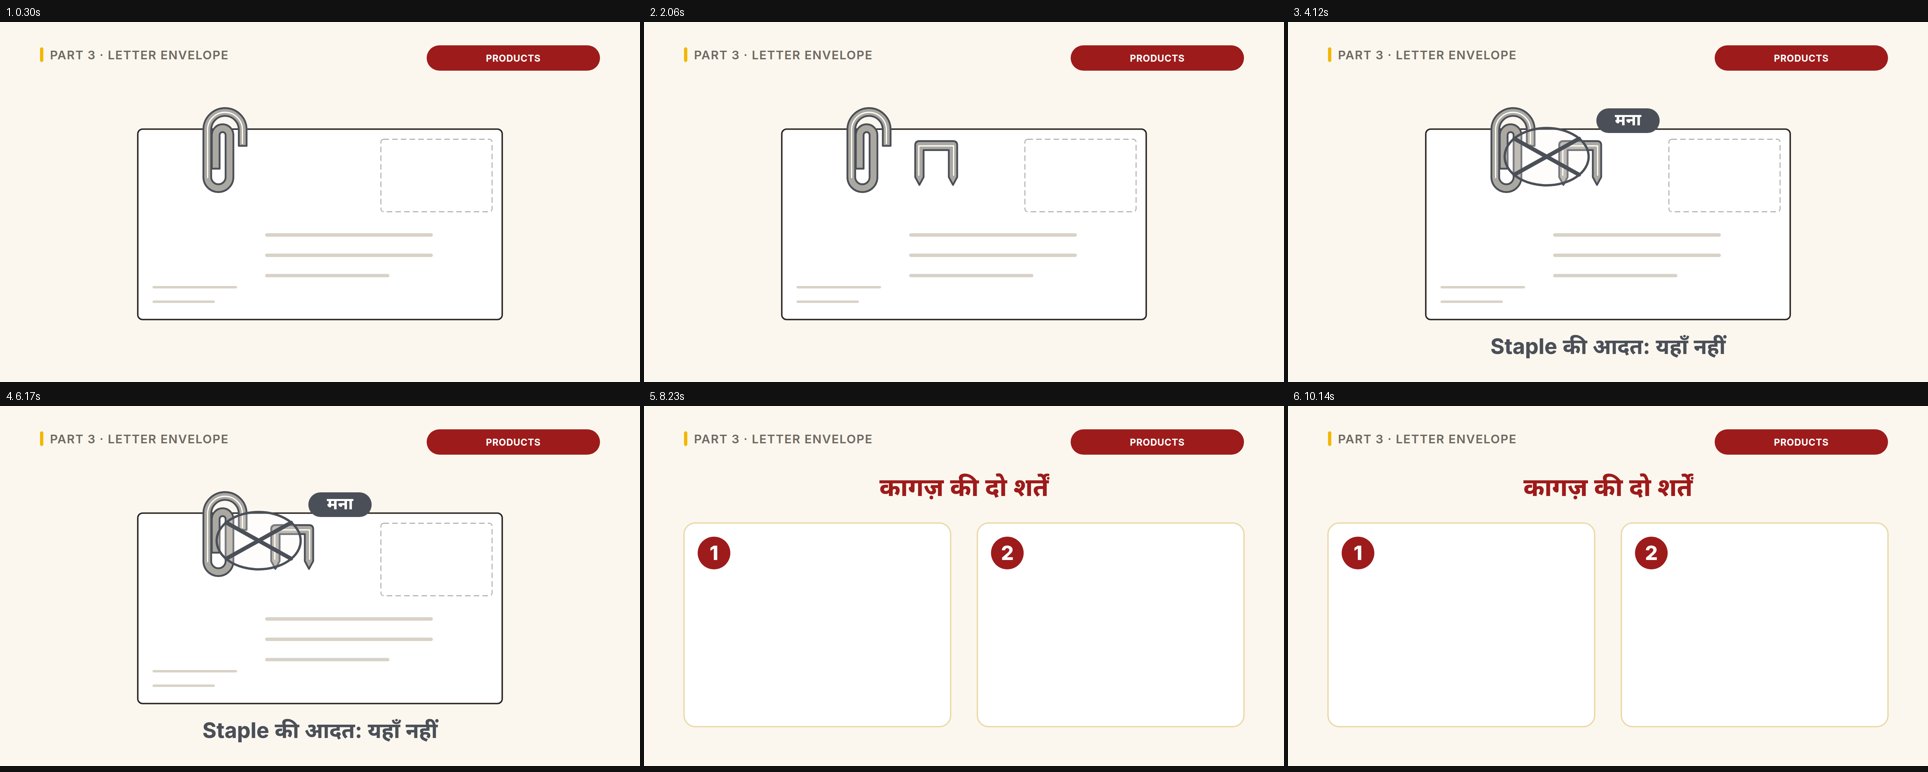 1. 0.30s
PART 3 · LETTER ENVELOPE
PRODUCTS
2. 2.06s
PART 3 · LETTER ENVELOPE
PRODUCTS
3. 4.12s
PART 3 · LETTER ENVELOPE
PRODUCTS
मना
Staple की आदत: यहाँ नहीं
4. 6.17s
PART 3 · LETTER ENVELOPE
PRODUCTS
मना
Staple की आदत: यहाँ नहीं
5. 8.23s
PART 3 · LETTER ENVELOPE
PRODUCTS
कागज़ की दो शर्तें
1
2
6. 10.14s
PART 3 · LETTER ENVELOPE
PRODUCTS
कागज़ की दो शर्तें
1
2